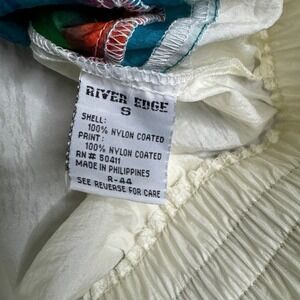 RIVER EDGE
S
SHELL:
100% NYLON COATED
PRINT:
100% NYLON COATED
RN# 50411
MADE IN PHILIPPINES
R-44
SEE REVERSE FOR CARE